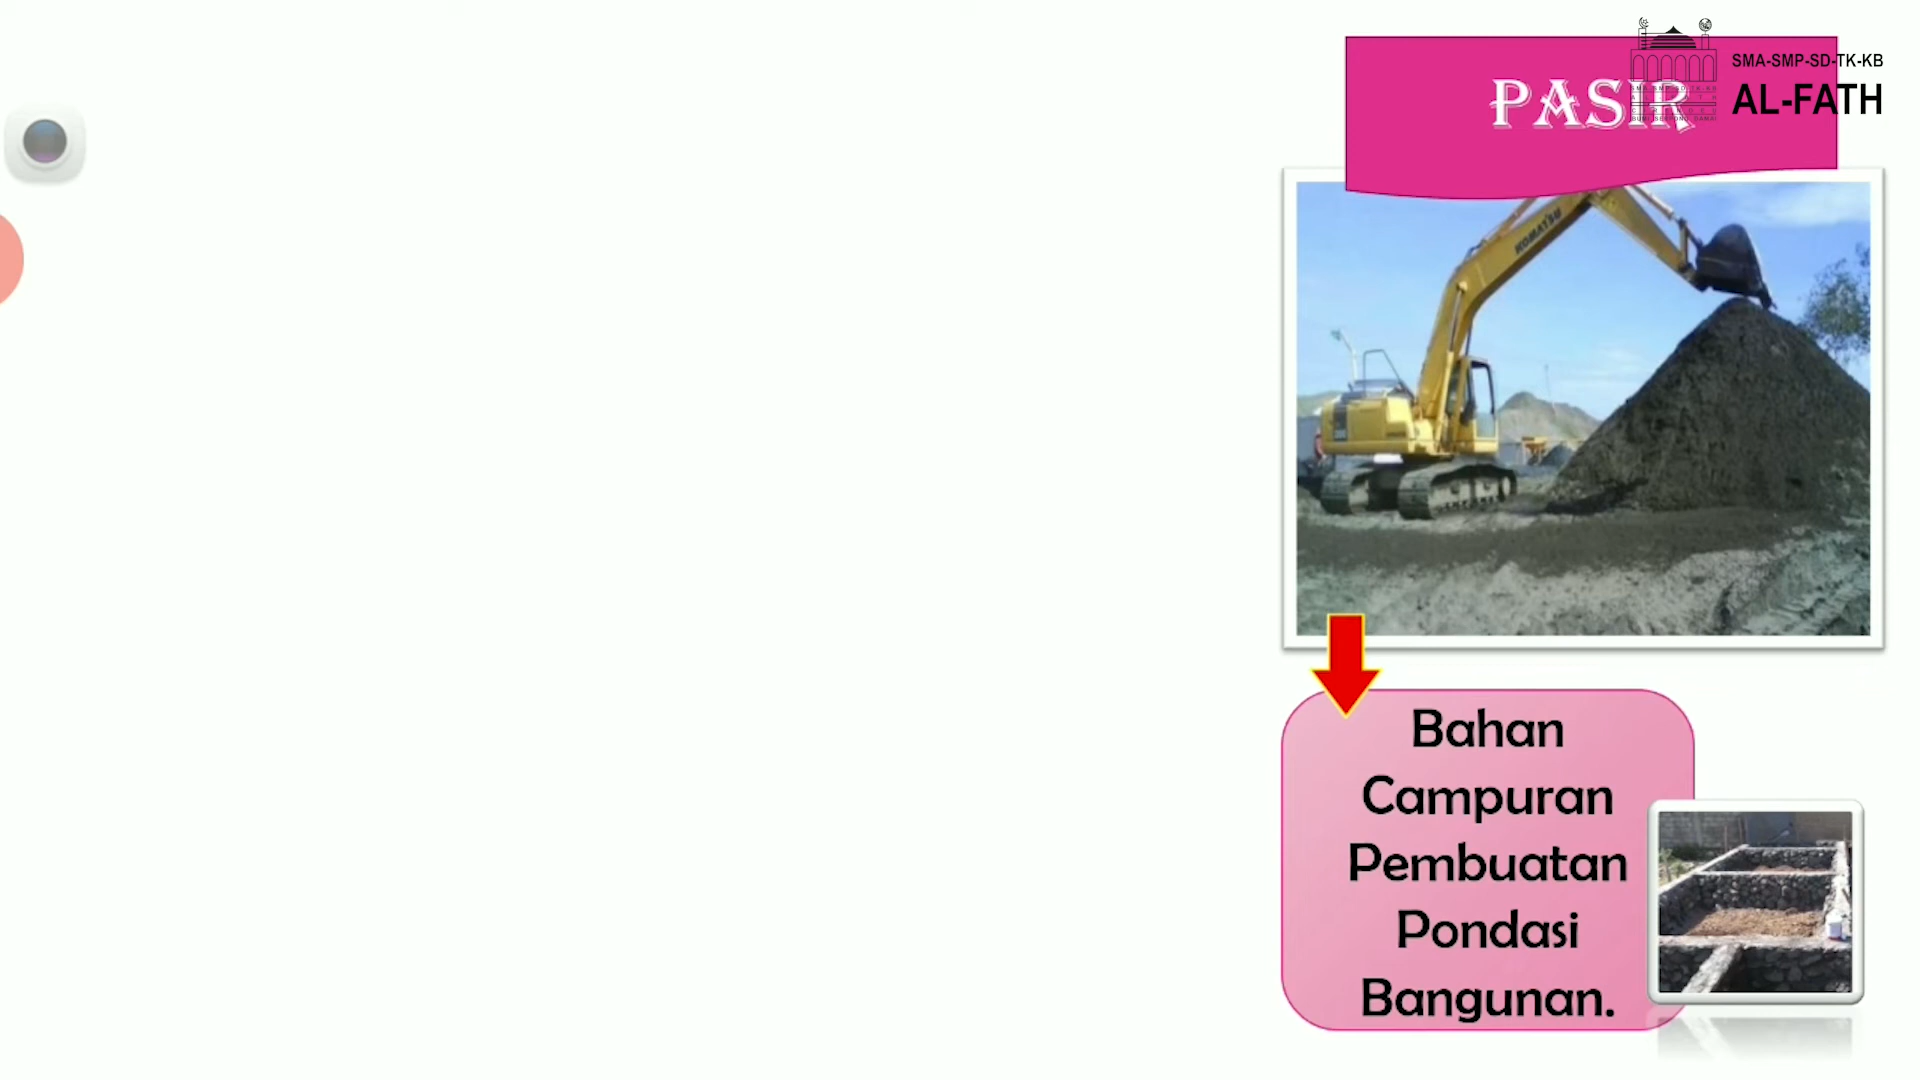 PASIR
SMA-SMP-SD-TK-KB
AL-FATH
KOMATSU
Bahan
Campuran
Pembuatan
Pondasi
Bangunan.